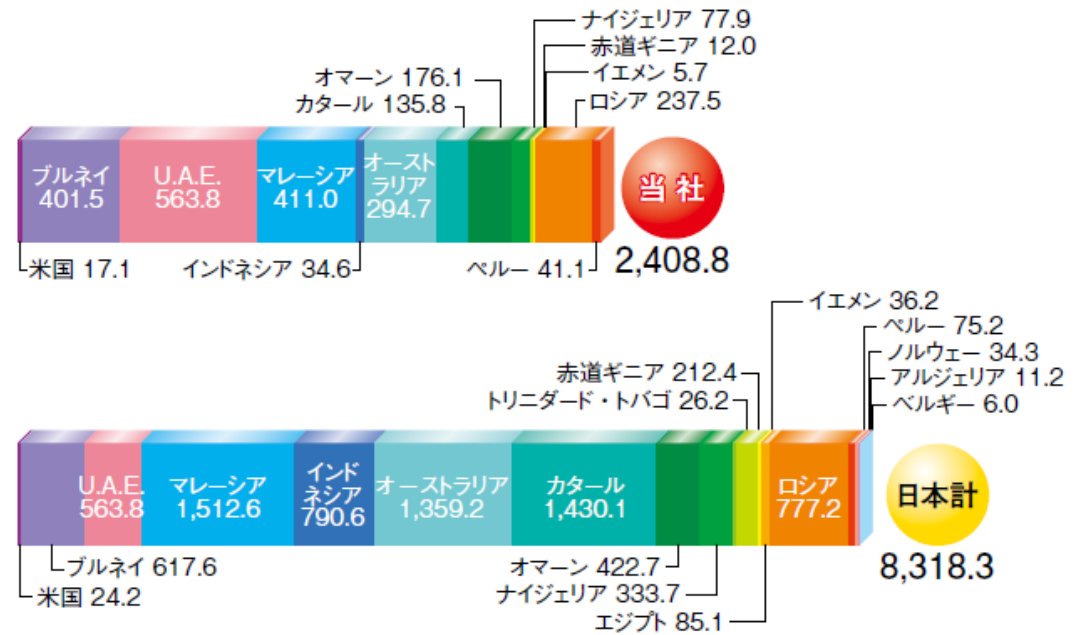 ナイジェリア 77.9
赤道ギニア 12.0
イエメン 5.7
ロシア 237.5
オマーン 176.1
カタール 135.8
ブルネイ
401.5
U.A.E.
563.8
マレーシア
411.0
オースト
ラリア
294.7
当社
2,408.8
米国 17.1
インドネシア 34.6
ペルー 41.1
イエメン 36.2
ペルー 75.2
ノルウェー 34.3
アルジェリア 11.2
ベルギー 6.0
赤道ギニア 212.4
トリニダード・トバゴ 26.2
U.A.E.
563.8
マレーシア
1,512.6
インド
ネシア
790.6
オーストラリア
1,359.2
カタール
1,430.1
ロシア
777.2
日本計
8,318.3
ブルネイ 617.6
米国 24.2
オマーン 422.7
ナイジェリア 333.7
エジプト 85.1